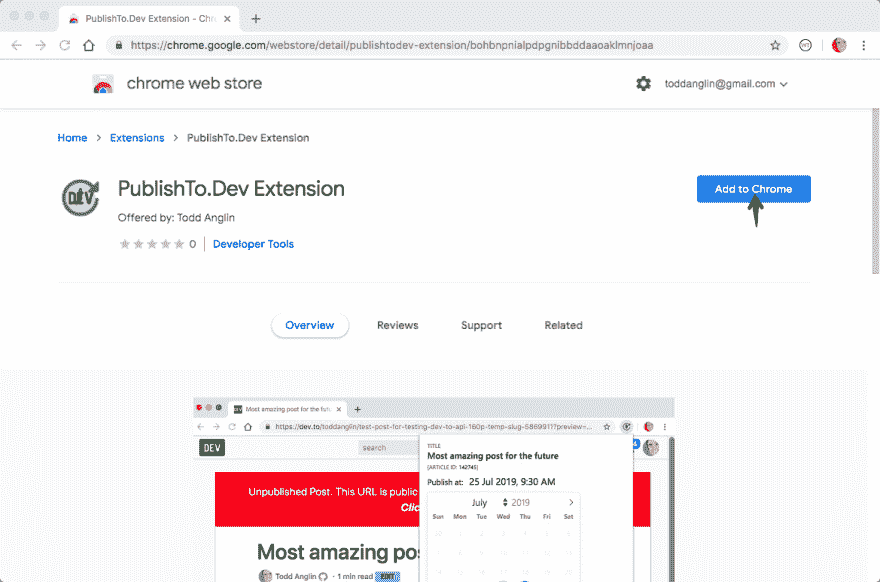 PublishTo.Dev Extension - Chr
https://chrome.google.com/webstore/detail/publishtodev-extension/bohbnpnialpdpgnibbddaaoaklmnjoaa
chrome web store
toddanglin@gmail.com
Home > Extensions > PublishTo.Dev Extension
DEV
PublishTo.Dev Extension
Add to Chrome
Offered by: Todd Anglin
0 Developer Tools
Overview Reviews Support Related
Most amazing post for the futu
https://dev.to/toddanglin/test-post-for-testing-dev-to-api-160p-temp-slug-5869911?preview=...
DEV
search
TITLE
Most amazing post for the future
[ARTICLE ID: 142745]
Publish at: 25 Jul 2019, 9:30 AM
July 2019
Sun Mon Tue Wed Thu Fri Sat
Unpublished Post. This URL is public
Clic
Most amazing pos
Todd Anglin · 1 min read EDIT